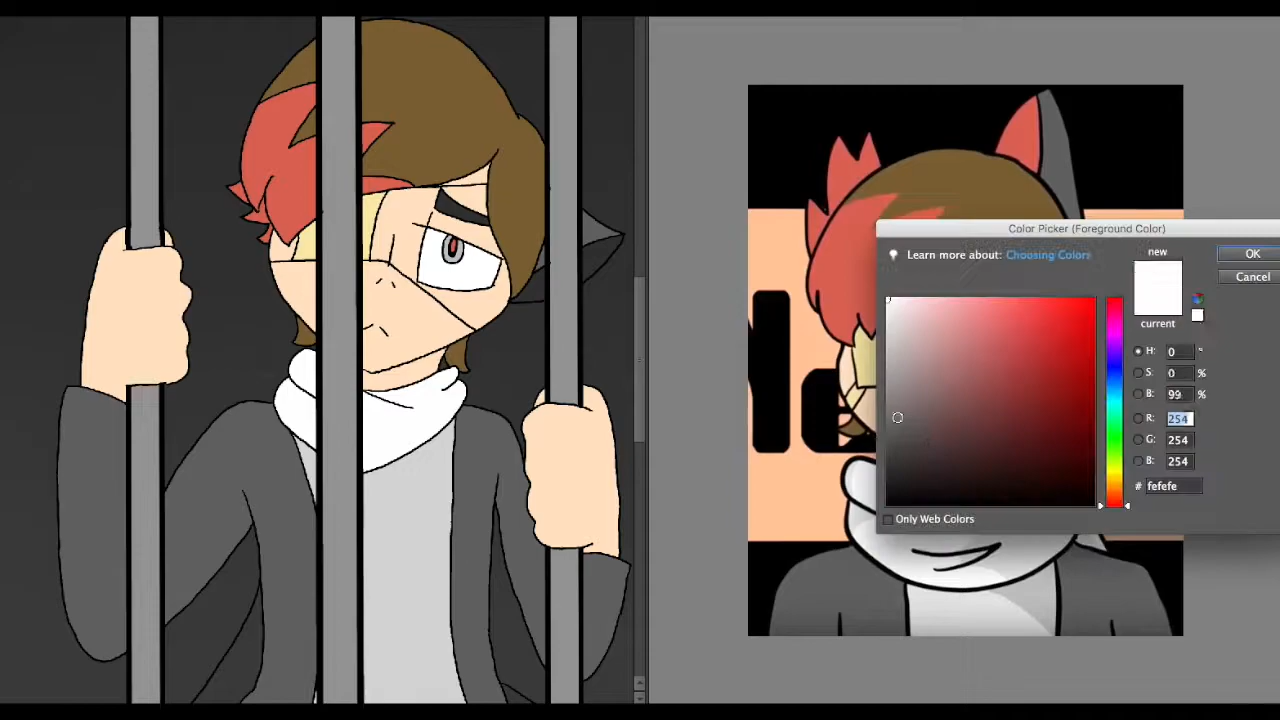 Color Picker (Foreground Color)
Learn more about: Choosing Colors
new
OK
Cancel
current
H: 0 °
S: 0 %
B: 99 %
R: 254
G: 254
B: 254
# fefefe
Only Web Colors